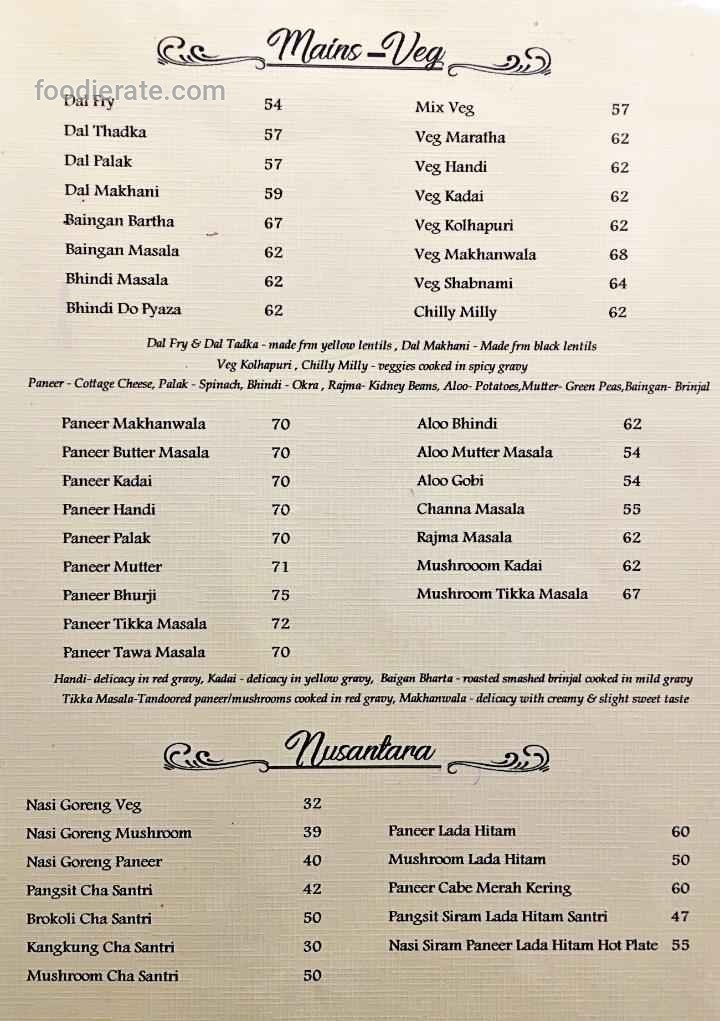 Mains - Veg
foodierate.com
Dal Fry 54
Dal Thadka 57
Dal Palak 57
Dal Makhani 59
Baingan Bartha 67
Baingan Masala 62
Bhindi Masala 62
Bhindi Do Pyaza 62
Mix Veg 57
Veg Maratha 62
Veg Handi 62
Veg Kadai 62
Veg Kolhapuri 62
Veg Makhanwala 68
Veg Shabnami 64
Chilly Milly 62
Dal Fry & Dal Tadka - made frm yellow lentils , Dal Makhani - Made frm black lentils
Veg Kolhapuri , Chilly Milly - veggies cooked in spicy gravy
Paneer - Cottage Cheese, Palak - Spinach, Bhindi - Okra , Rajma- Kidney Beans, Aloo- Potatoes,Mutter- Green Peas,Baingan- Brinjal
Paneer Makhanwala 70
Paneer Butter Masala 70
Paneer Kadai 70
Paneer Handi 70
Paneer Palak 70
Paneer Mutter 71
Paneer Bhurji 75
Paneer Tikka Masala 72
Paneer Tawa Masala 70
Aloo Bhindi 62
Aloo Mutter Masala 54
Aloo Gobi 54
Channa Masala 55
Rajma Masala 62
Mushrooom Kadai 62
Mushroom Tikka Masala 67
Handi- delicacy in red gravy, Kadai - delicacy in yellow gravy, Baigan Bharta - roasted smashed brinjal cooked in mild gravy
Tikka Masala-Tandoored paneer/mushrooms cooked in red gravy, Makhanwala - delicacy with creamy & slight sweet taste
Nusantara
Nasi Goreng Veg 32
Nasi Goreng Mushroom 39
Nasi Goreng Paneer 40
Pangsit Cha Santri 42
Brokoli Cha Santri 50
Kangkung Cha Santri 30
Mushroom Cha Santri 50
Paneer Lada Hitam 60
Mushroom Lada Hitam 50
Paneer Cabe Merah Kering 60
Pangsit Siram Lada Hitam Santri 47
Nasi Siram Paneer Lada Hitam Hot Plate 55